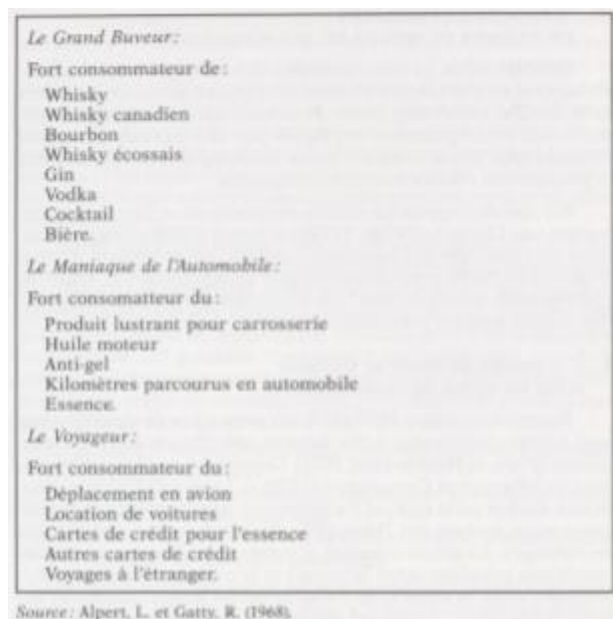 Le Grand Buveur:
Fort consommateur de:
Whisky
Whisky canadien
Bourbon
Whisky écossais
Gin
Vodka
Cocktail
Bière.
Le Maniaque de l'Automobile:
Fort consomatteur du:
Produit lustrant pour carrosserie
Huile moteur
Anti-gel
Kilomètres parcourus en automobile
Essence.
Le Voyageur:
Fort consommateur du:
Déplacement en avion
Location de voitures
Cartes de crédit pour l'essence
Autres cartes de crédit
Voyages à l'étranger.
Source: Alpert, L. et Gatty, R. (1968).